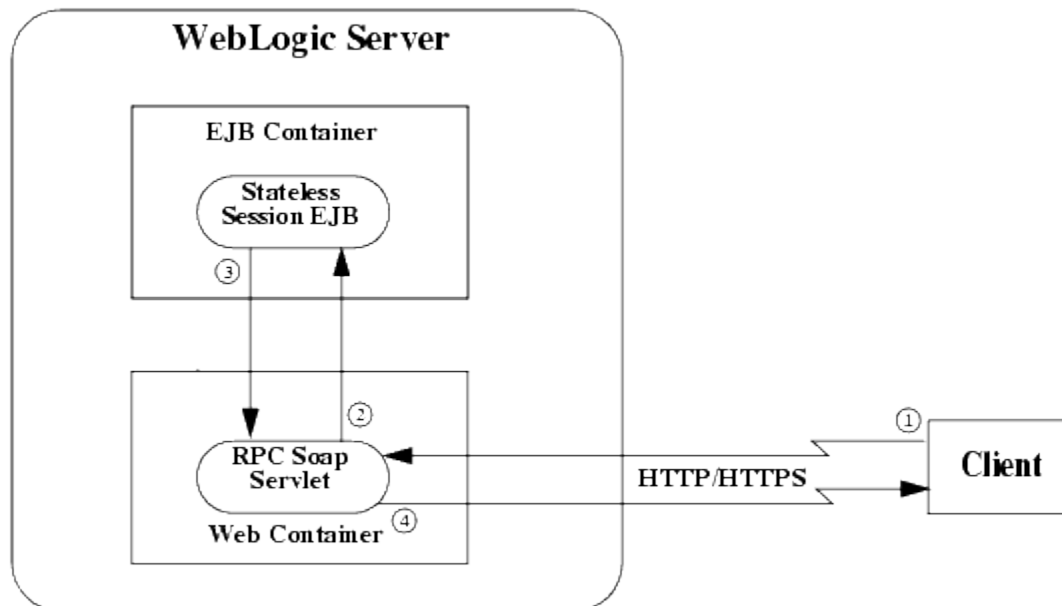 WebLogic Server
EJB Container
Stateless
Session EJB
3
2
1
RPC Soap
Servlet
HTTP/HTTPS
Client
4
Web Container